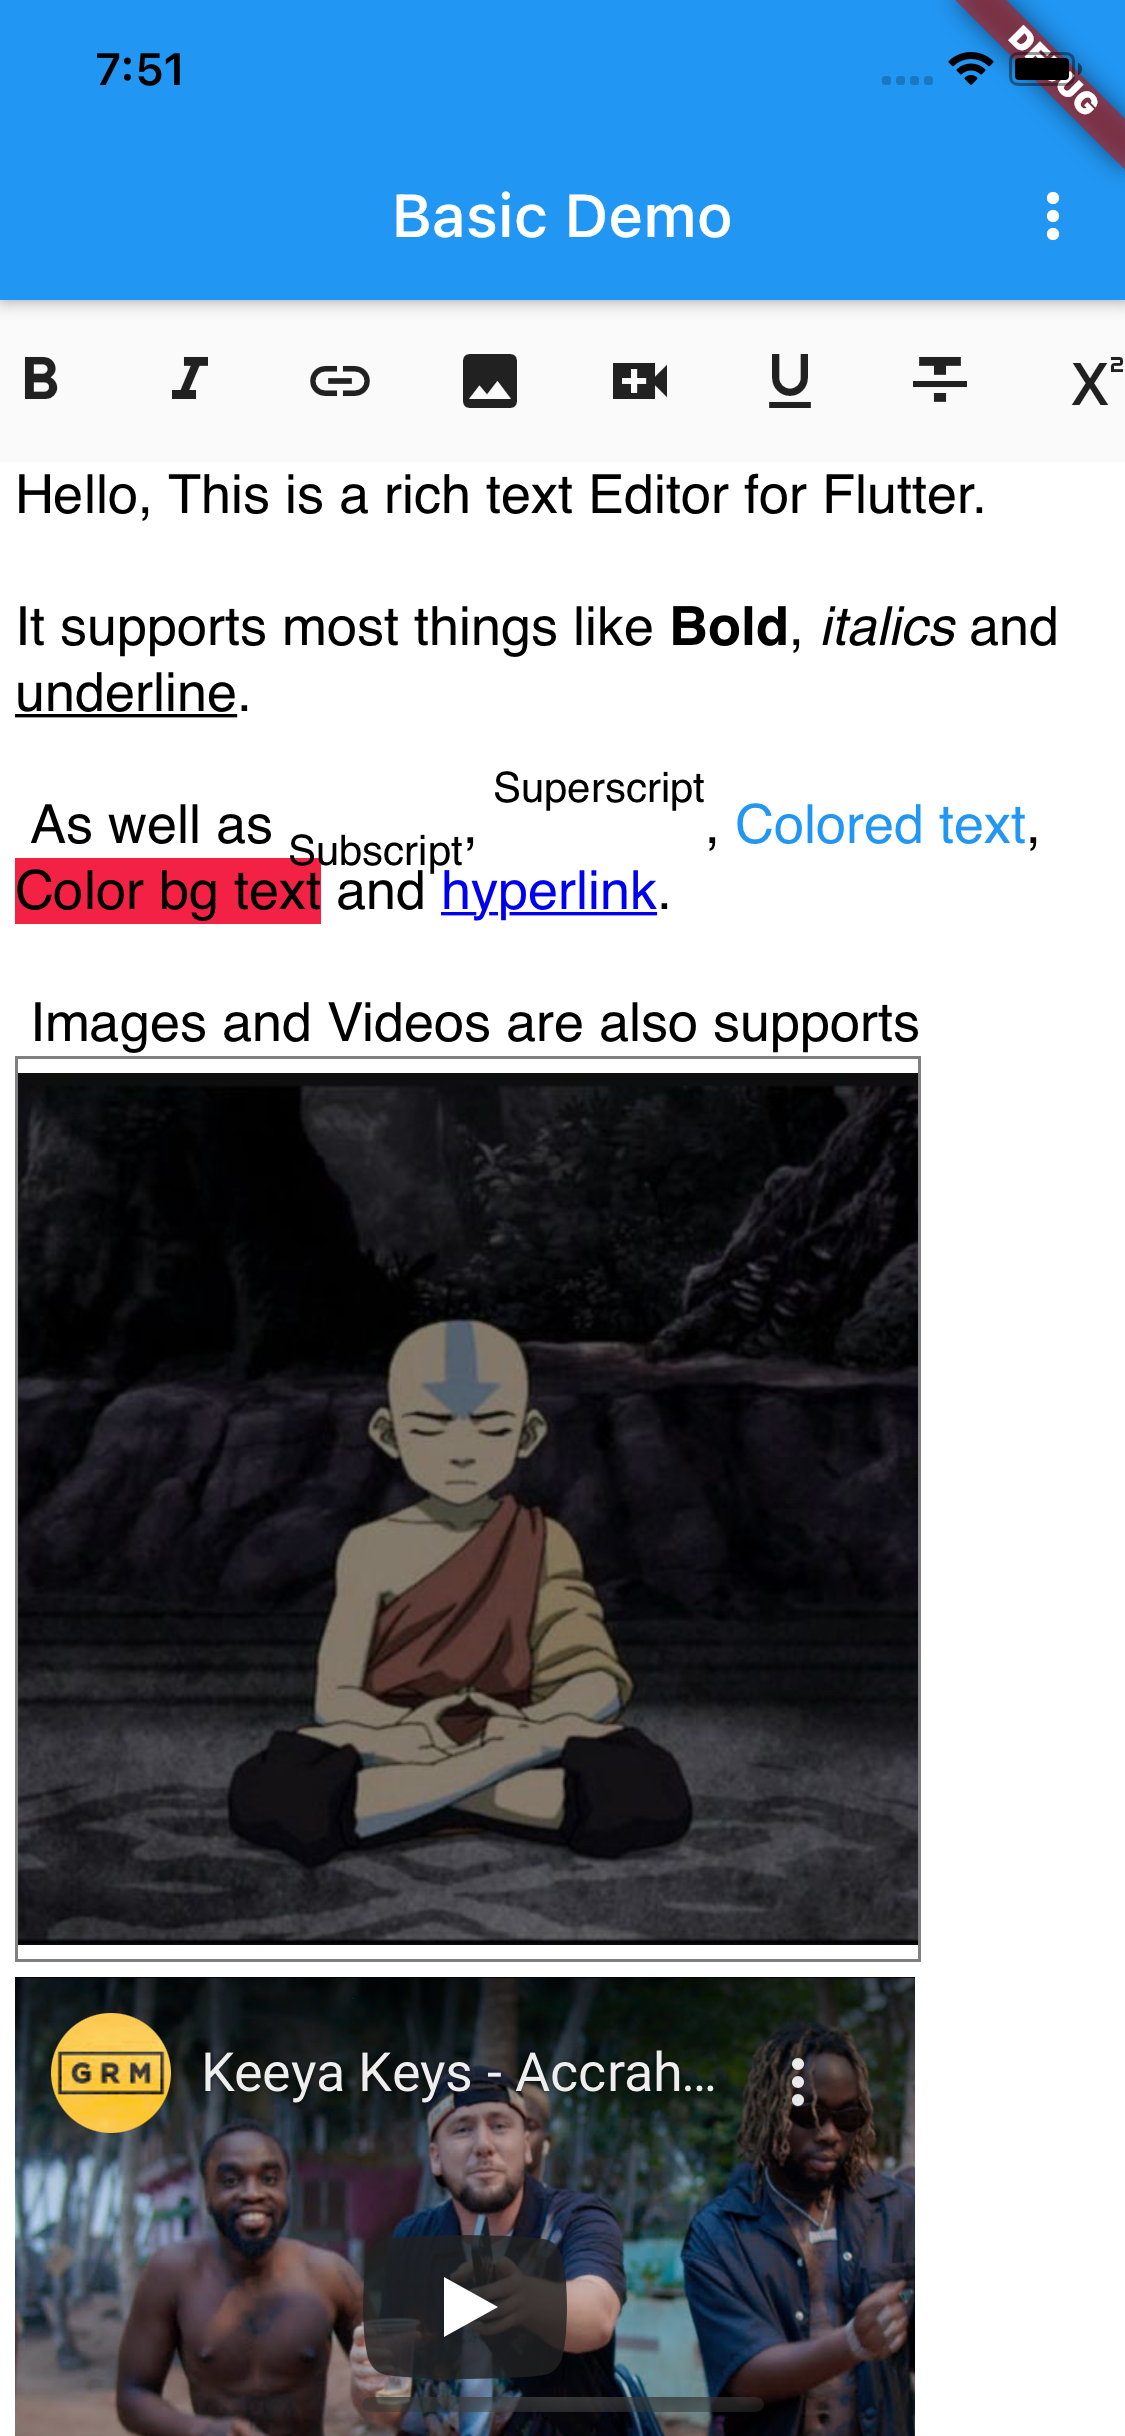 7:51
DEBUG
Basic Demo
B I U X²
Hello, This is a rich text Editor for Flutter.
It supports most things like Bold, italics and
underline.
As well as Subscript, Superscript, Colored text,
Color bg text and hyperlink.
Images and Videos are also supports
GRM
Keeya Keys - Accrah...